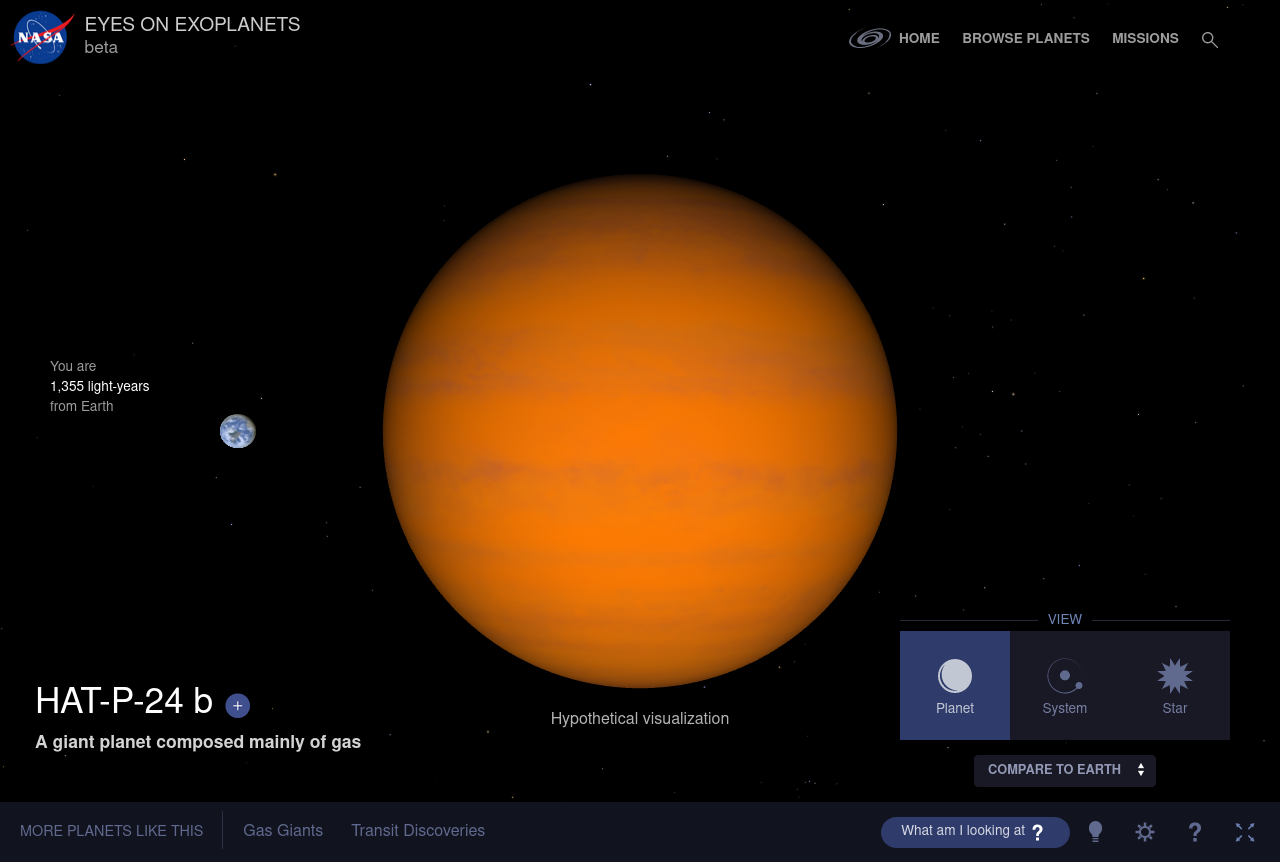 NASA
EYES ON EXOPLANETS
beta
HOME
BROWSE PLANETS
MISSIONS
You are
1,355 light-years
from Earth
HAT-P-24 b +
A giant planet composed mainly of gas
Hypothetical visualization
VIEW
Planet
System
Star
COMPARE TO EARTH
MORE PLANETS LIKE THIS
Gas Giants
Transit Discoveries
What am I looking at ?
?